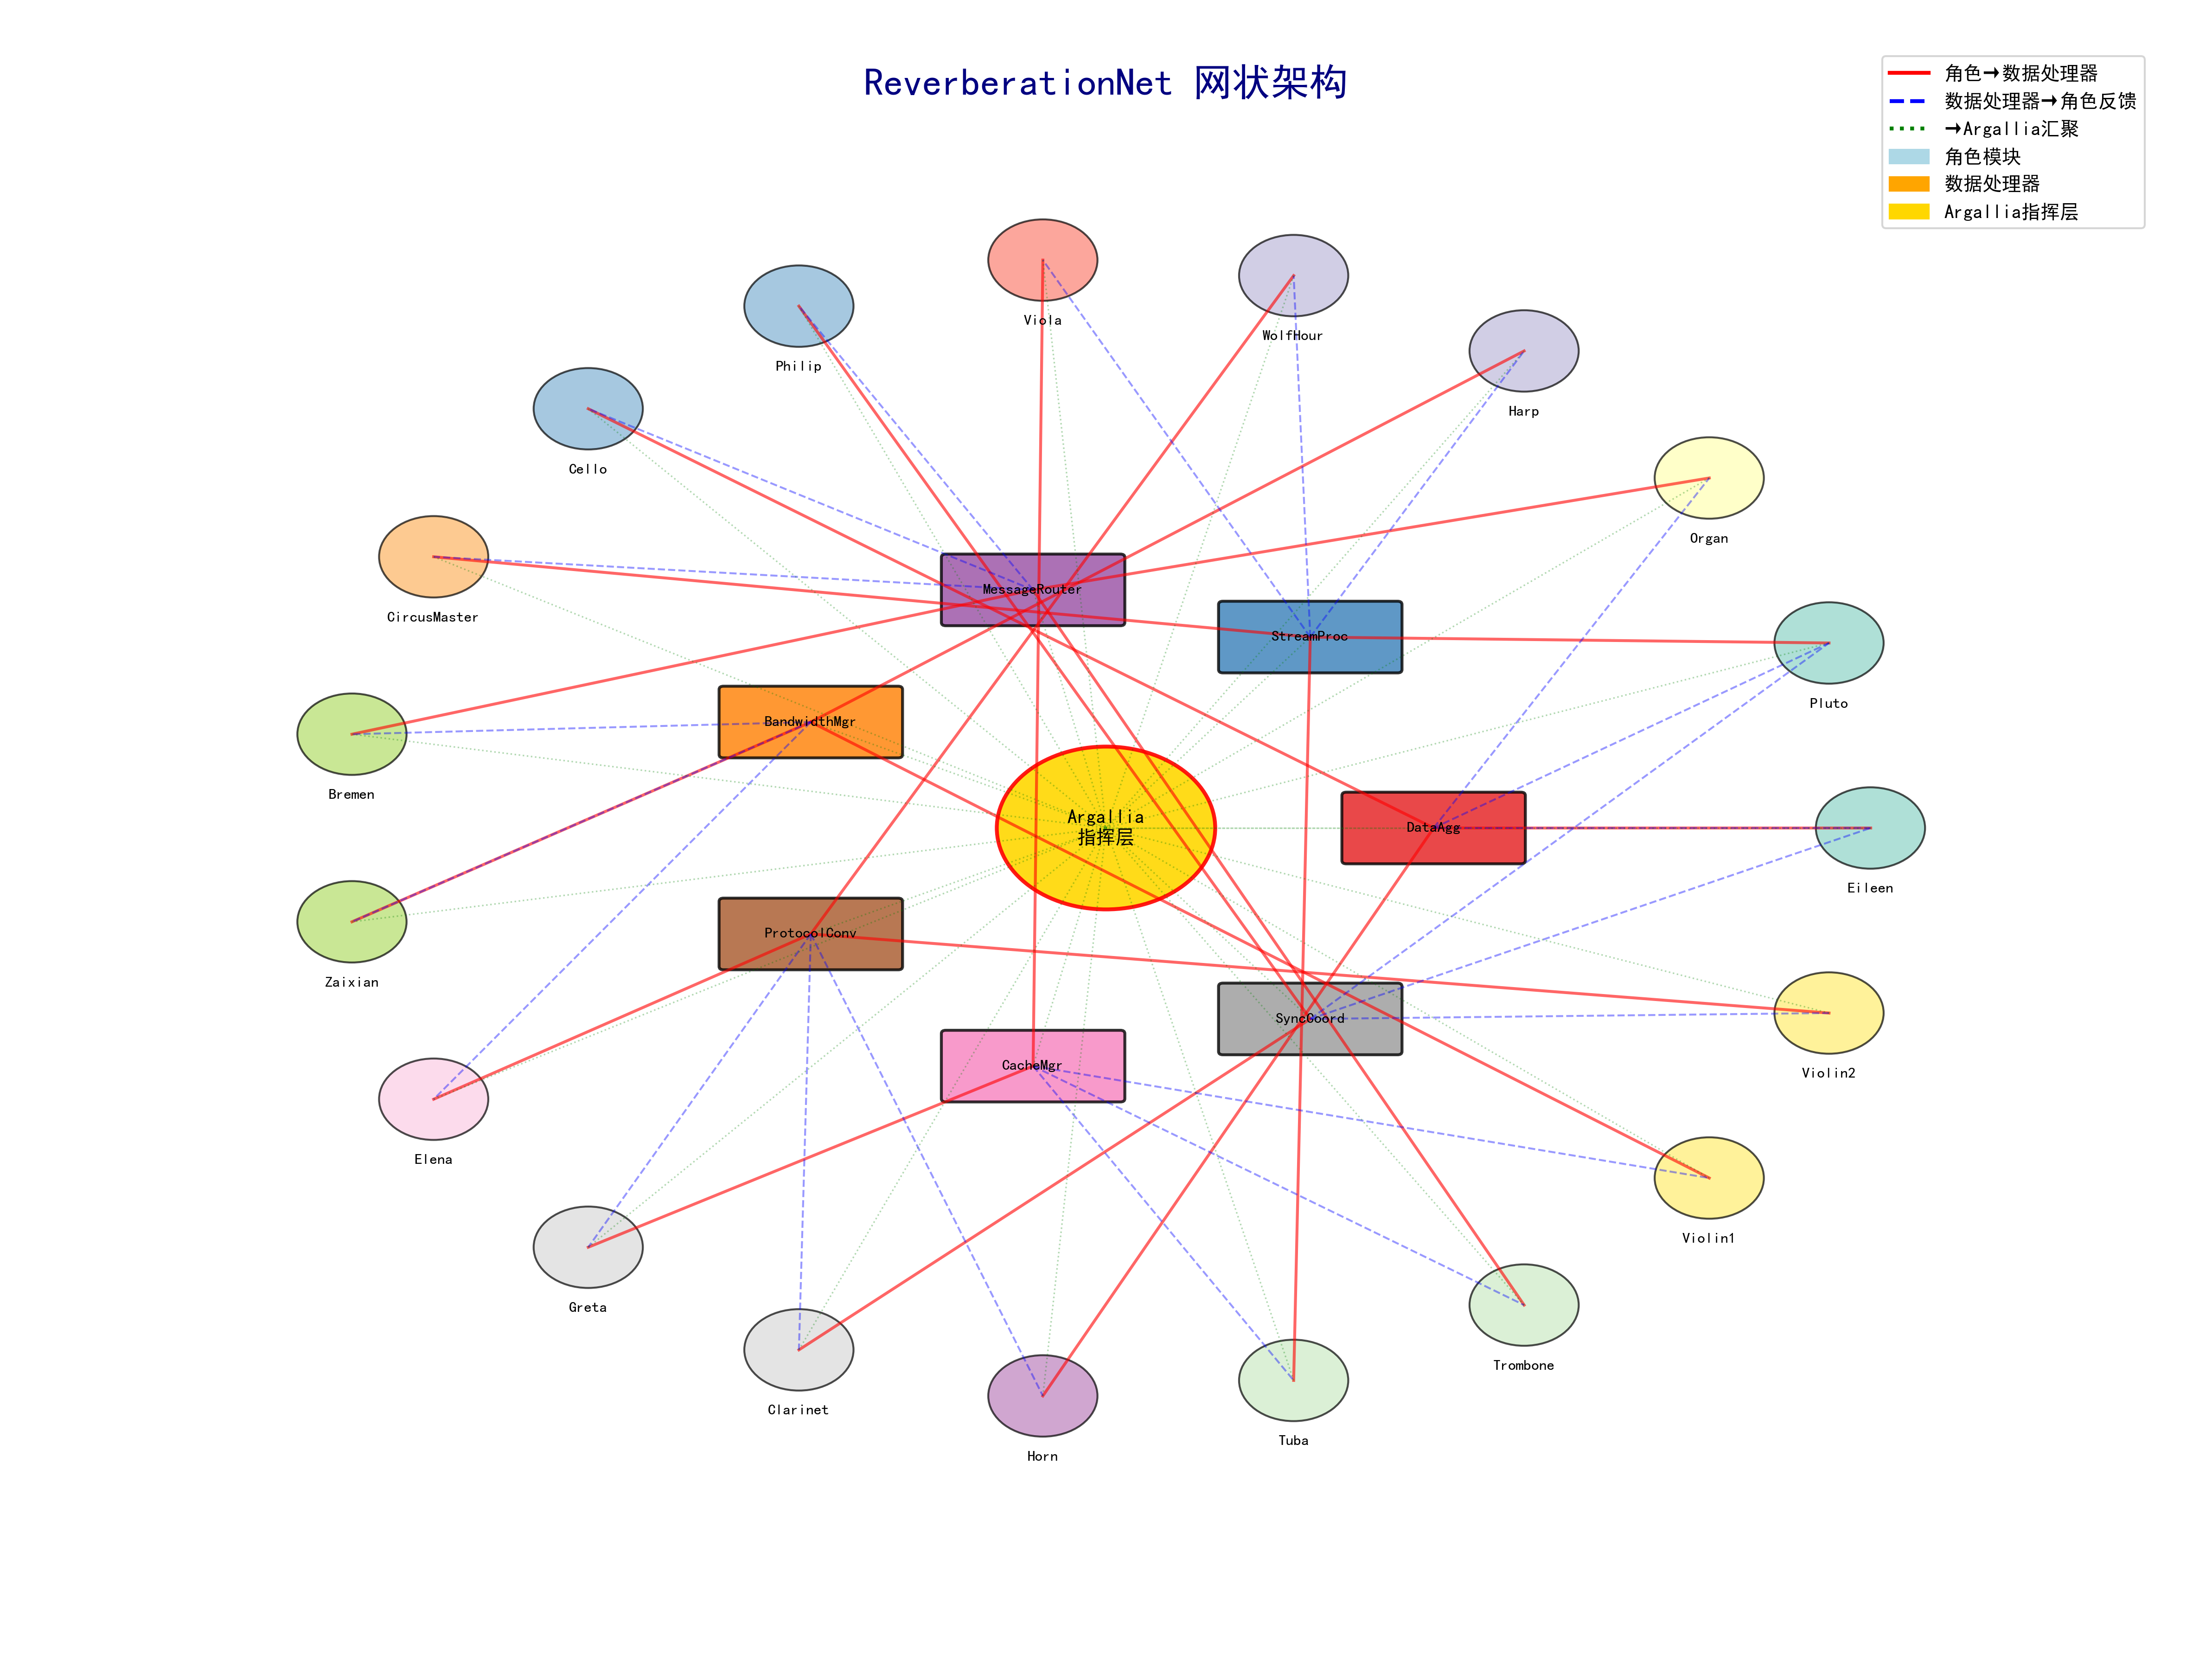 ReverberationNet 网状架构
角色→数据处理器
数据处理器→角色反馈
→Argallia汇聚
角色模块
数据处理器
Argallia指挥层
Viola
WolfHour
Philip
Harp
Cello
Organ
CircusMaster
MessageRouter
StreamProc
Pluto
BandwidthMgr
Bremen
Argallia
指挥层
DataAgg
Eileen
Zaixian
ProtocolConv
SyncCoord
CacheMgr
Violin2
Elena
Violin1
Greta
Trombone
Clarinet
Tuba
Horn